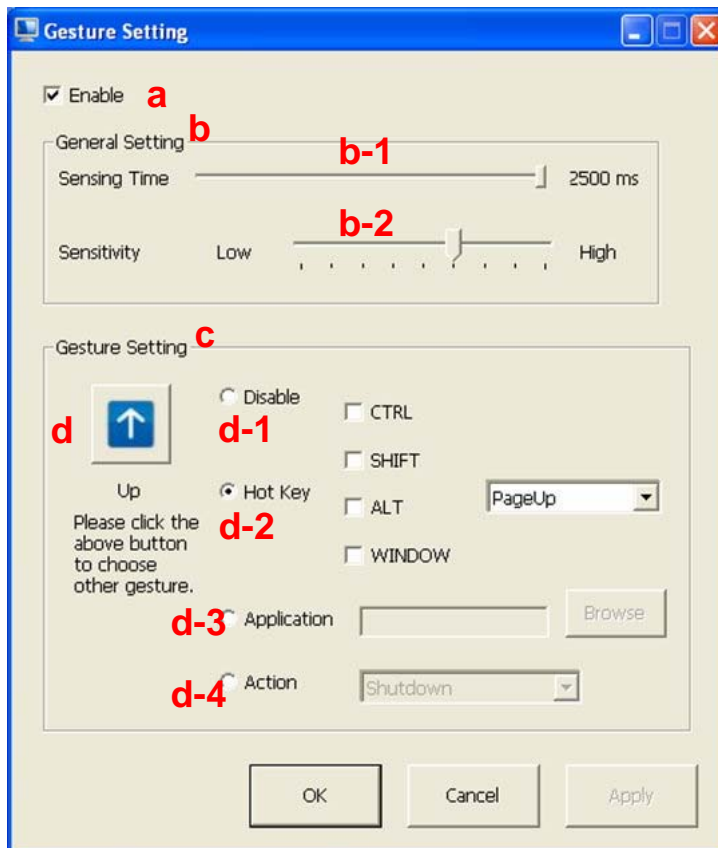 Gesture Setting
Enable a
General Setting b
b-1
Sensing Time 2500 ms
b-2
Sensitivity Low High
Gesture Setting c
Disable
d d-1 CTRL
SHIFT
Up Hot Key PageUp
d-2 ALT
Please click the
above button
to choose
other gesture.
WINDOW
d-3 Application Browse
d-4 Action Shutdown
OK Cancel Apply